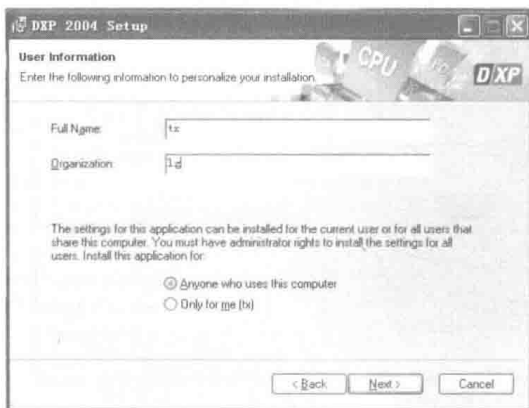 DXP 2004 Setup
User Information
Enter the following information to personalize your installation.
CPU
DXP
Full Name:
tx
Organization:
The settings for this application can be installed for the current user or for all users that
share this computer. You must have administrator rights to install the settings for all
users. Install this application for:
Anyone who uses this computer
Only for me (tx)
< Back
Next >
Cancel